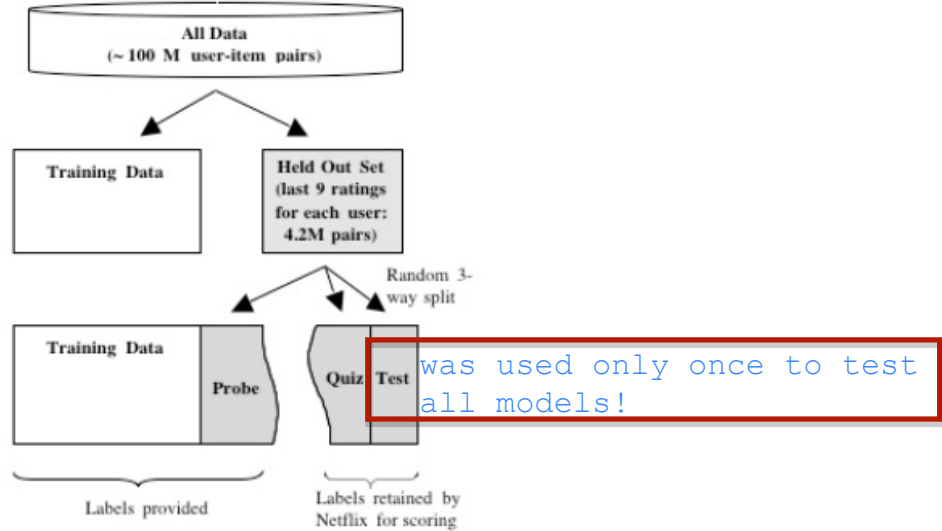 All Data
(~ 100 M user-item pairs)
Training Data
Held Out Set
(last 9 ratings
for each user:
4.2M pairs)
Random 3-
way split
Training Data
Probe
Quiz
Test
was used only once to test
all models!
Labels provided
Labels retained by
Netflix for scoring